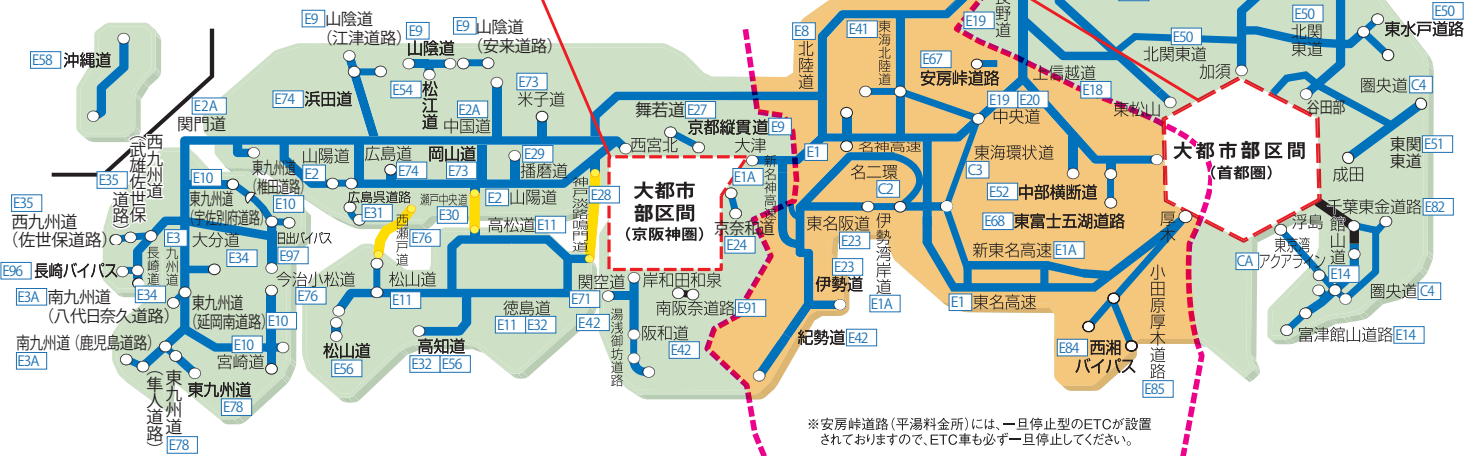 E58
沖縄道
E9
山陰道
（江津道路）
E9
山陰道
E9
山陰道
（安来道路）
E74
浜田道
E54
松江道
E73
米子道
E2A
中国道
E2A
関門道
西九州道
（武雄佐世保道路）
E35
E35
西九州道
（佐世保道路）
E10
東九州道
（椎田道路）
東九州道
（宇佐別府道路）
E10
山陽道
E2
広島道
E74
岡山道
E73
E29
播磨道
E2
山陽道
広島呉道路
E31
西瀬戸道
E76
瀬戸中央道
E30
高松道
E11
神戸淡路鳴門道
E28
舞若道
E27
西宮北
京都縦貫道
E9
大津
E1A
新名神高速
大都市
部区間
（京阪神圏）
京奈和道
E24
E3
九州道
大分道
E34
日出バイパス
E97
長崎道
E34
E96
長崎バイパス
E3A
南九州道
（八代日奈久道路）
東九州道
（延岡南道路）
E10
南九州道（鹿児島道路）
E3A
E10
宮崎道
東九州道
（隼人道路）
E78
東九州道
E78
今治小松道
E76
松山道
E11
松山道
E56
高知道
E32
E56
徳島道
E11
E32
E71
関空道
E42
湯浅御坊道路
阪和道
E42
岸和田和泉
南阪奈道路
E91
E8
北陸道
E41
東海北陸道
E67
安房峠道路
E19
長野道
上信越道
E18
E19
E20
中央道
E1
名神高速
名二環
C2
東海環状道
C3
E52
中部横断道
E68
東富士五湖道路
東名阪道
E23
伊勢湾岸道
E1A
E23
伊勢道
紀勢道
E42
新東名高速
E1A
E1
東名高速
厚木
小田原厚木道路
E85
E84
西湘
バイパス
東松山
E50
北関東道
加須
E50
北関
東道
E50
東水戸道路
谷田部
圏央道
C4
東関
東道
E51
成田
大都市部区間
（首都圏）
千葉東金道路
E82
浮島
館山道
東京湾
アクアライン
CA
E14
圏央道
C4
富津館山道路
E14
※安房峠道路（平湯料金所）には、一旦停止型のETCが設置
されておりますので、ETC車も必ず一旦停止してください。